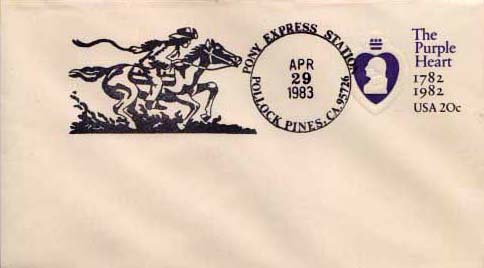 PONY EXPRESS STATION
APR
29
1983
POLLOCK PINES, CA. 95726
The
Purple
Heart
1782
1982
USA 20c